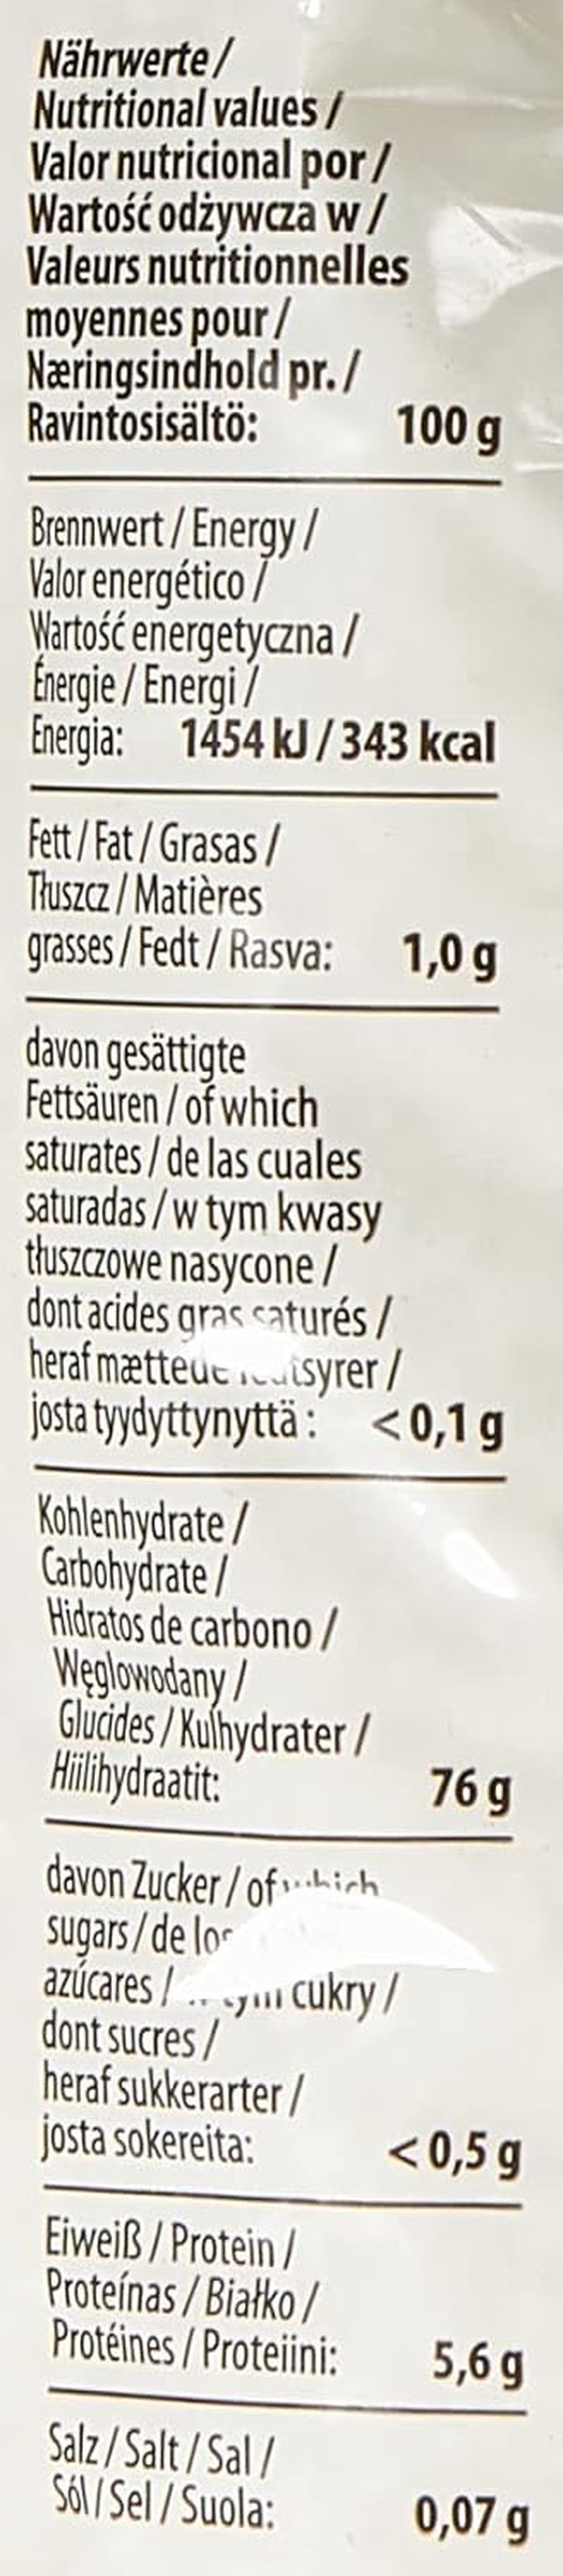 Nährwerte /
Nutritional values /
Valor nutricional por /
Wartość odżywcza w /
Valeurs nutritionnelles
moyennes pour /
Næringsindhold pr. /
Ravintosisältö: 100 g
Brennwert / Energy /
Valor energético /
Wartość energetyczna /
Énergie / Energi /
Energia: 1454 kJ / 343 kcal
Fett / Fat / Grasas /
Tłuszcz / Matières
grasses / Fedt / Rasva: 1,0 g
davon gesättigte
Fettsäuren / of which
saturates / de las cuales
saturadas / w tym kwasy
tłuszczowe nasycone /
dont acides gras saturés /
heraf mættede /
josta tyydyttynyttä : < 0,1 g
Kohlenhydrate /
Carbohydrate /
Hidratos de carbono /
Węglowodany /
Glucides / Kulhydrater /
Hiilihydraatit: 76 g
davon Zucker / of which
sugars / de los
azúcares / cukry /
dont sucres /
heraf sukkerarter /
josta sokereita: < 0,5 g
Eiweiß / Protein /
Proteínas / Białko /
Protéines / Proteiini: 5,6 g
Salz / Salt / Sal /
Sól / Sel / Suola: 0,07 g